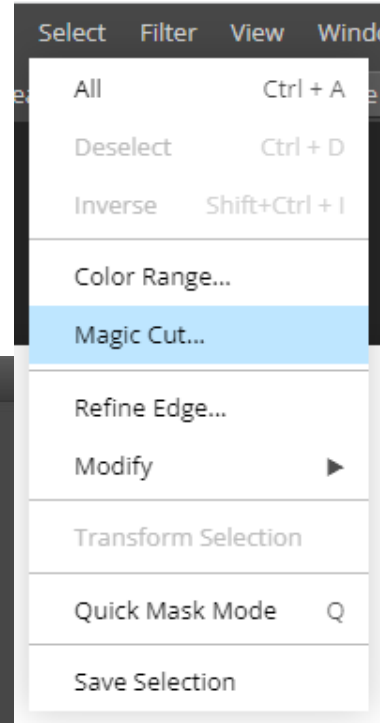 Select Filter View Windo
All Ctrl + A
Deselect Ctrl + D
Inverse Shift+Ctrl + I
Color Range...
Magic Cut...
Refine Edge...
Modify ▶
Transform Selection
Quick Mask Mode Q
Save Selection